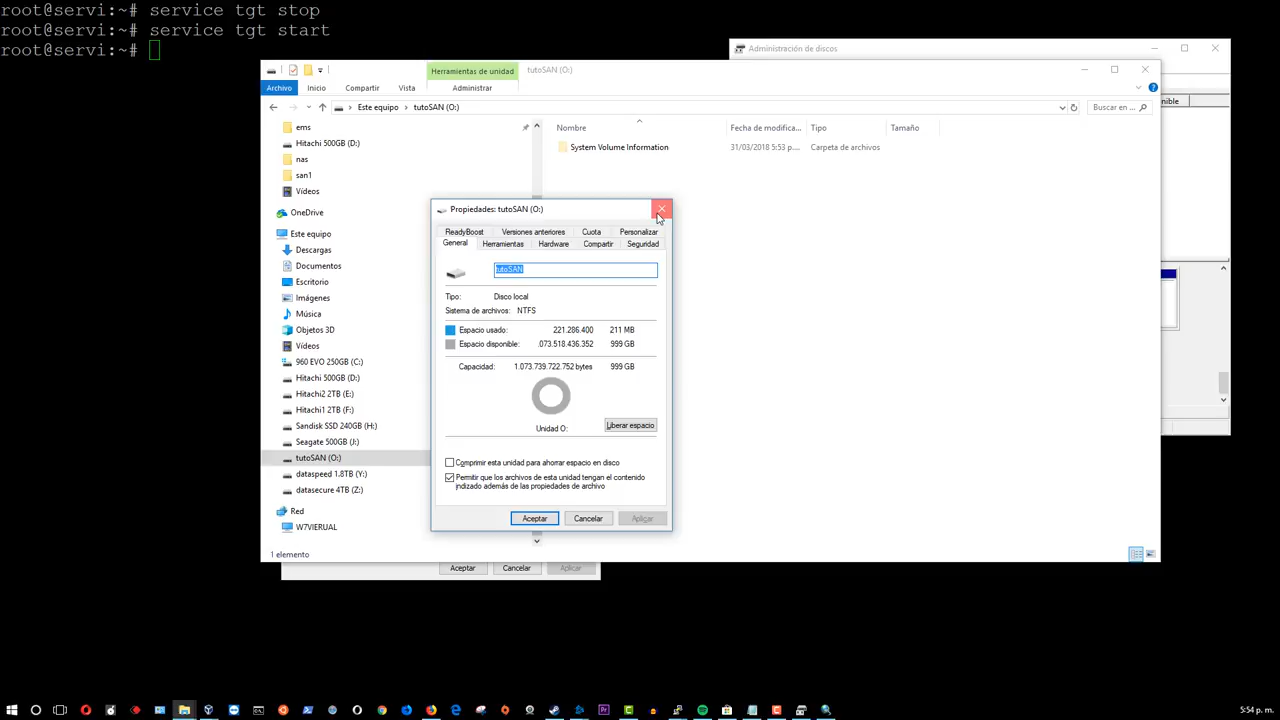 root@servi:~# service tgt stop
root@servi:~# service tgt start
root@servi:~#
Administración de discos
Herramientas de unidad
tutoSAN (O:)
Archivo
Inicio
Compartir
Vista
Administrar
Este equipo
tutoSAN (O:)
Buscar en ...
nible
ems
Hitachi 500GB (D:)
nas
san1
Vídeos
OneDrive
Este equipo
Descargas
Documentos
Escritorio
Imágenes
Música
Objetos 3D
Vídeos
960 EVO 250GB (C:)
Hitachi 500GB (D:)
Hitachi2 2TB (E:)
Hitachi1 2TB (F:)
Sandisk SSD 240GB (H:)
Seagate 500GB (J:)
tutoSAN (O:)
dataspeed 1.8TB (Y:)
datasecure 4TB (Z:)
Red
W7VIERUAL
Nombre
Fecha de modifica...
Tipo
Tamaño
System Volume Information
31/03/2018 5:53 p....
Carpeta de archivos
Propiedades: tutoSAN (O:)
ReadyBoost
Versiones anteriores
Cuota
Personalizar
General
Herramientas
Hardware
Compartir
Seguridad
tutoSAN
Tipo: Disco local
Sistema de archivos: NTFS
Espacio usado: 221.286.400 211 MB
Espacio disponible: .073.518.436.352 999 GB
Capacidad: 1.073.739.722.752 bytes 999 GB
Unidad O:
Liberar espacio
Comprimir esta unidad para ahorrar espacio en disco
Permitir que los archivos de esta unidad tengan el contenido
indizado además de las propiedades de archivo
Aceptar
Cancelar
Aplicar
1 elemento
Aceptar
Cancelar
Aplicar
5:54 p. m.